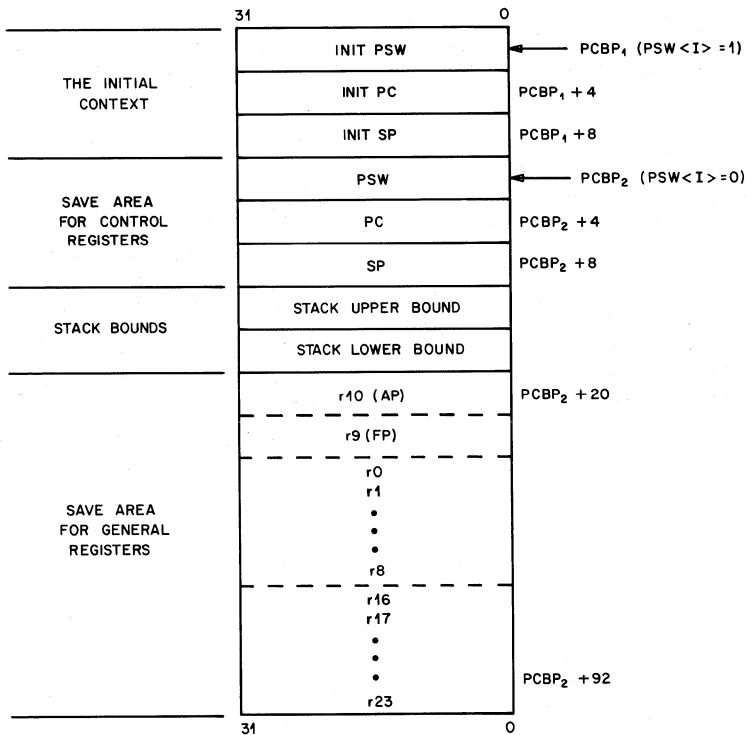 31 0
INIT PSW
PCBP₁ (PSW<I>=1)
THE INITIAL
CONTEXT
INIT PC
PCBP₁ + 4
INIT SP
PCBP₁ + 8
PSW
PCBP₂ (PSW<I>=0)
SAVE AREA
FOR CONTROL
REGISTERS
PC
PCBP₂ + 4
SP
PCBP₂ + 8
STACK BOUNDS
STACK UPPER BOUND
STACK LOWER BOUND
r10 (AP)
PCBP₂ + 20
r9 (FP)
SAVE AREA
FOR GENERAL
REGISTERS
r0
r1
•
•
•
r8
r16
r17
•
•
•
r23
PCBP₂ + 92
31 0